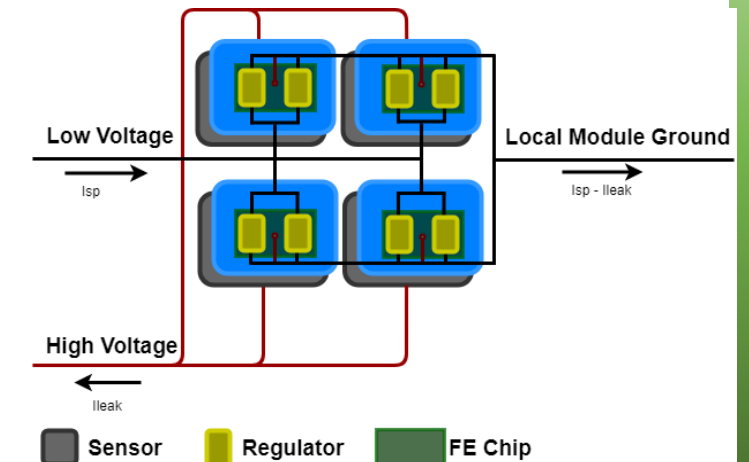 Low Voltage
Isp
Local Module Ground
Isp - Ileak
High Voltage
Ileak
Sensor
Regulator
FE Chip